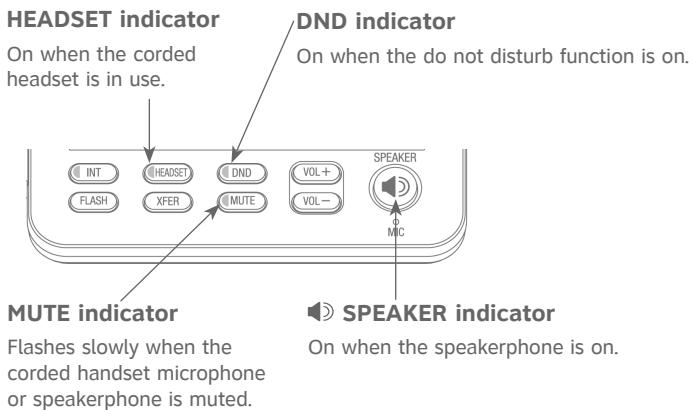 HEADSET indicator
On when the corded
headset is in use.
DND indicator
On when the do not disturb function is on.
SPEAKER
INT HEADSET DND VOL+
FLASH XFER MUTE VOL–
MIC
MUTE indicator
Flashes slowly when the
corded handset microphone
or speakerphone is muted.
SPEAKER indicator
On when the speakerphone is on.